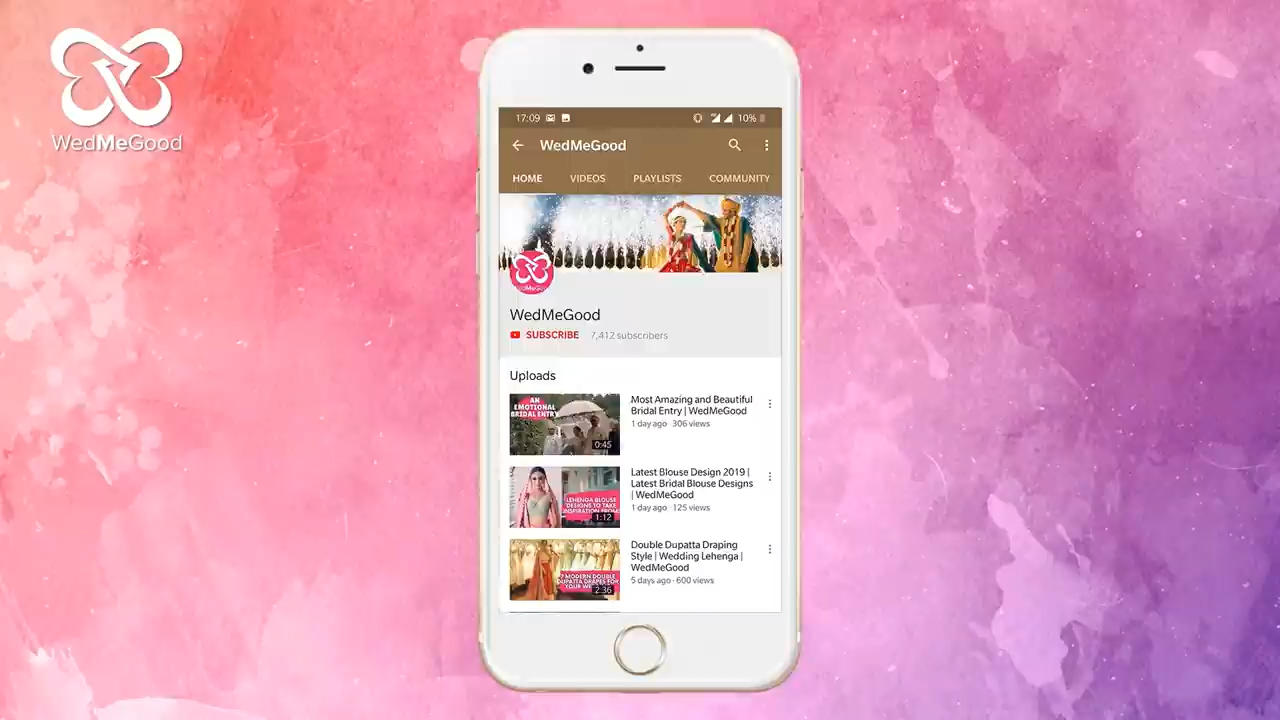 WedMeGood
17:09
10%
WedMeGood
HOME VIDEOS PLAYLISTS COMMUNITY
WedMeGood
SUBSCRIBE 7,412 subscribers
Uploads
AN
EMOTIONAL
BRIDAL ENTRY
0:45
Most Amazing and Beautiful
Bridal Entry | WedMeGood
1 day ago 306 views
LEHENGA BLOUSE
DESIGNS TO TAKE
INSPIRATION FROM
1:12
Latest Blouse Design 2019 |
Latest Bridal Blouse Designs
| WedMeGood
1 day ago 125 views
7 MODERN DOUBLE
DUPATTA DRAPES FOR
YOUR
2:36
Double Dupatta Draping
Style | Wedding Lehenga |
WedMeGood
5 days ago · 600 views